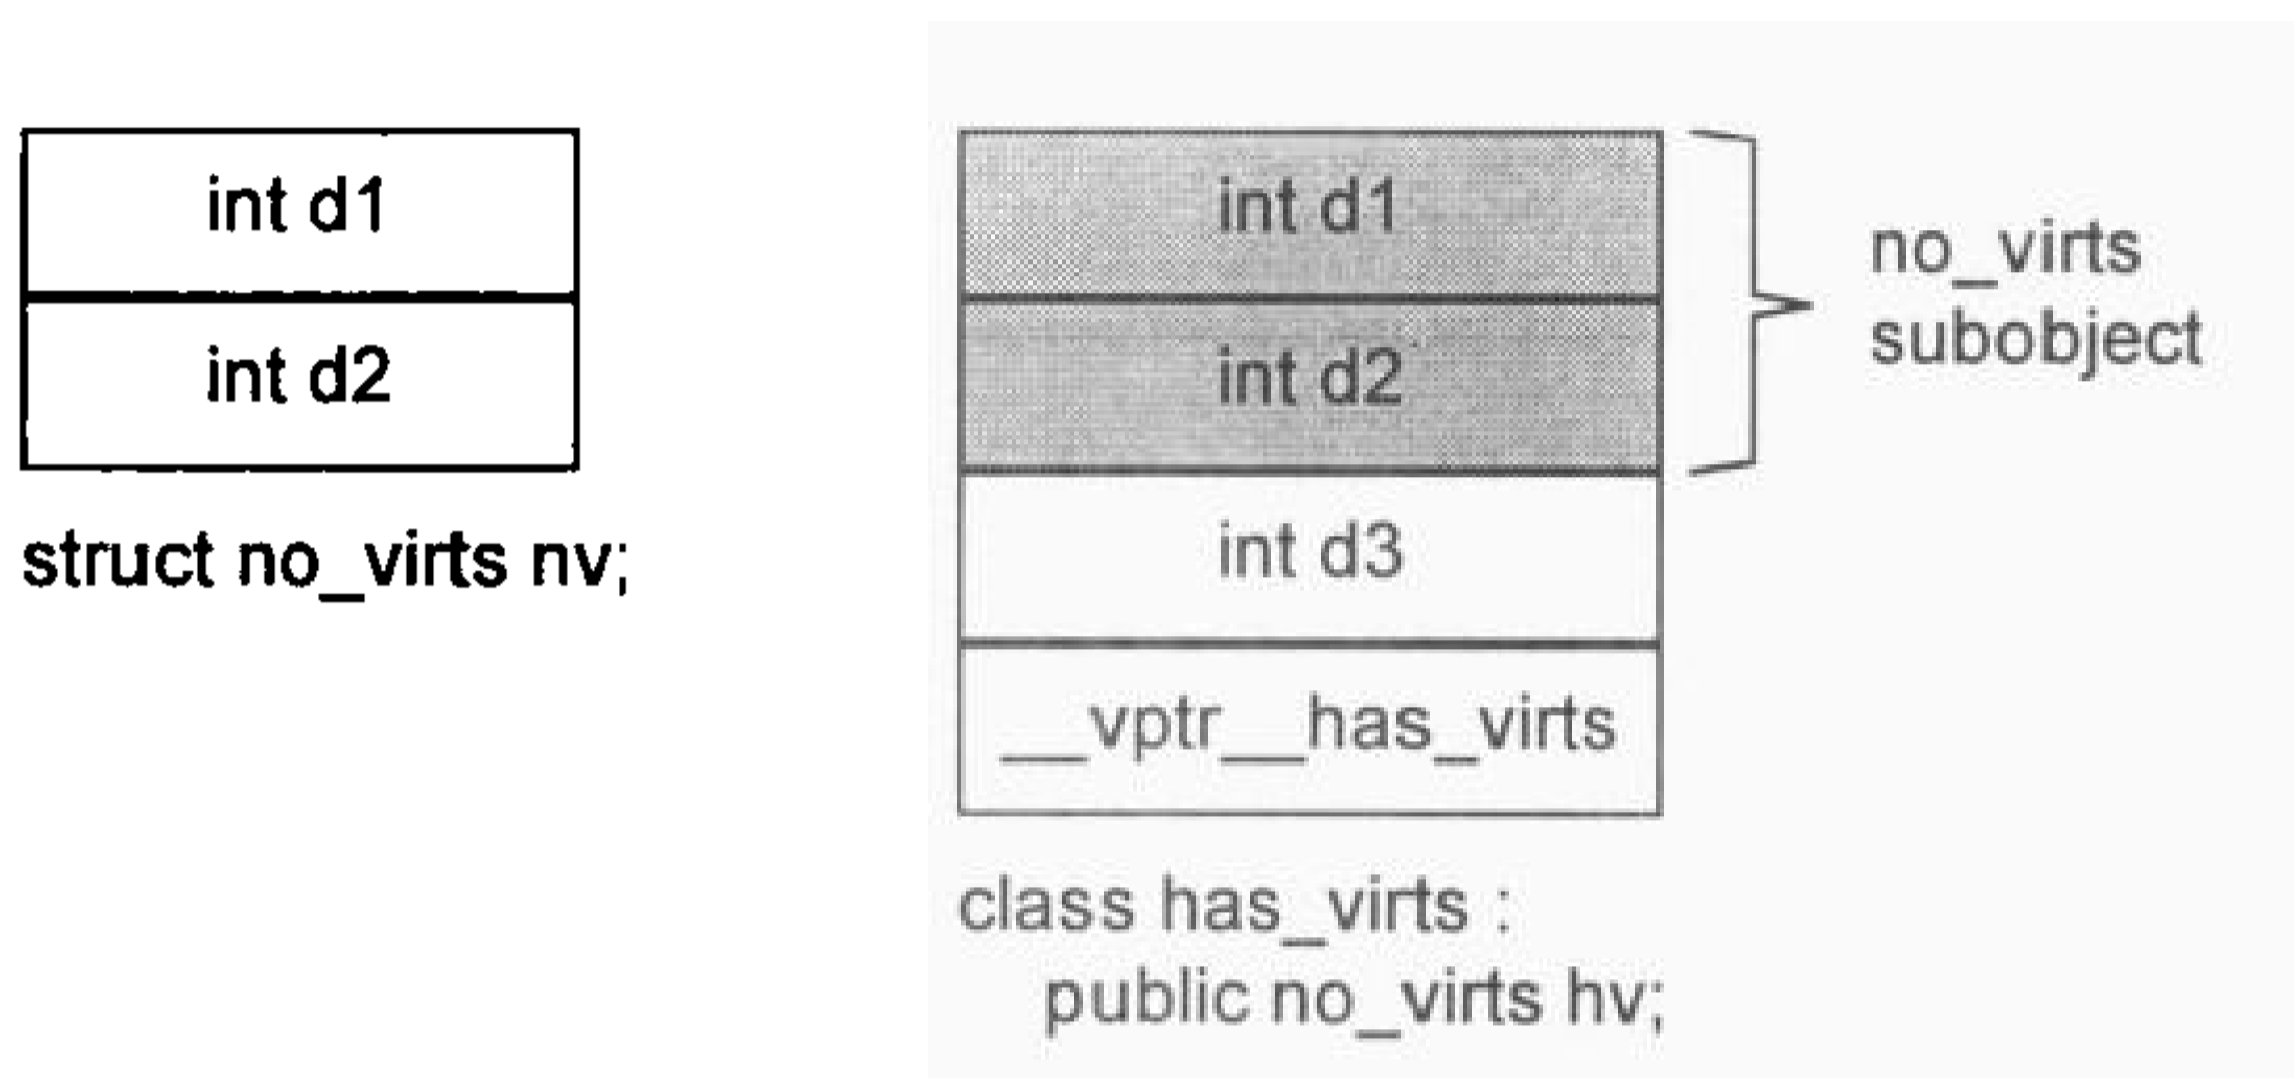 int d1
int d2
struct no_virts nv;
int d1
int d2
int d3
__vptr__has_virts
no_virts
subobject
class has_virts :
public no_virts hv;